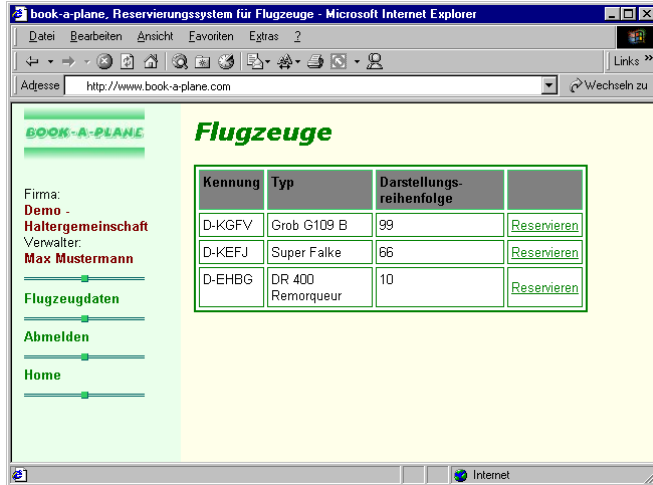 book-a-plane, Reservierungssystem für Flugzeuge - Microsoft Internet Explorer
Datei Bearbeiten Ansicht Favoriten Extras ?
Links »
Adresse http://www.book-a-plane.com Wechseln zu
BOOK-A-PLANE
Firma:
Demo -
Haltergemeinschaft
Verwalter:
Max Mustermann
Flugzeugdaten
Abmelden
Home
Flugzeuge
Kennung Typ Darstellungs-
reihenfolge
D-KGFV Grob G109 B 99 Reservieren
D-KEFJ Super Falke 66 Reservieren
D-EHBG DR 400 10 Reservieren
Remorqueur
Internet